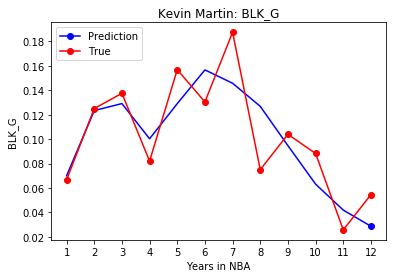 Kevin Martin: BLK_G
Prediction
True
0.18
0.16
0.14
0.12
0.10
0.08
0.06
0.04
0.02
BLK_G
1 2 3 4 5 6 7 8 9 10 11 12
Years in NBA